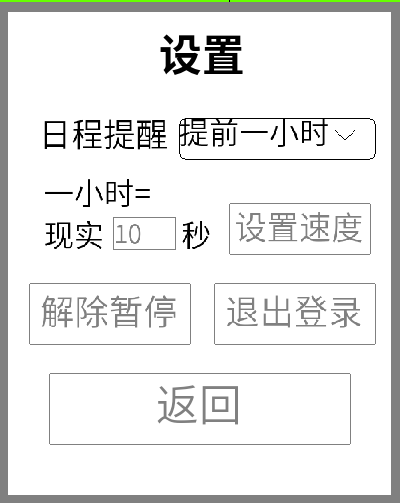 设置
日程提醒 提前一小时
一小时=
现实 10 秒 设置速度
解除暂停 退出登录
返回